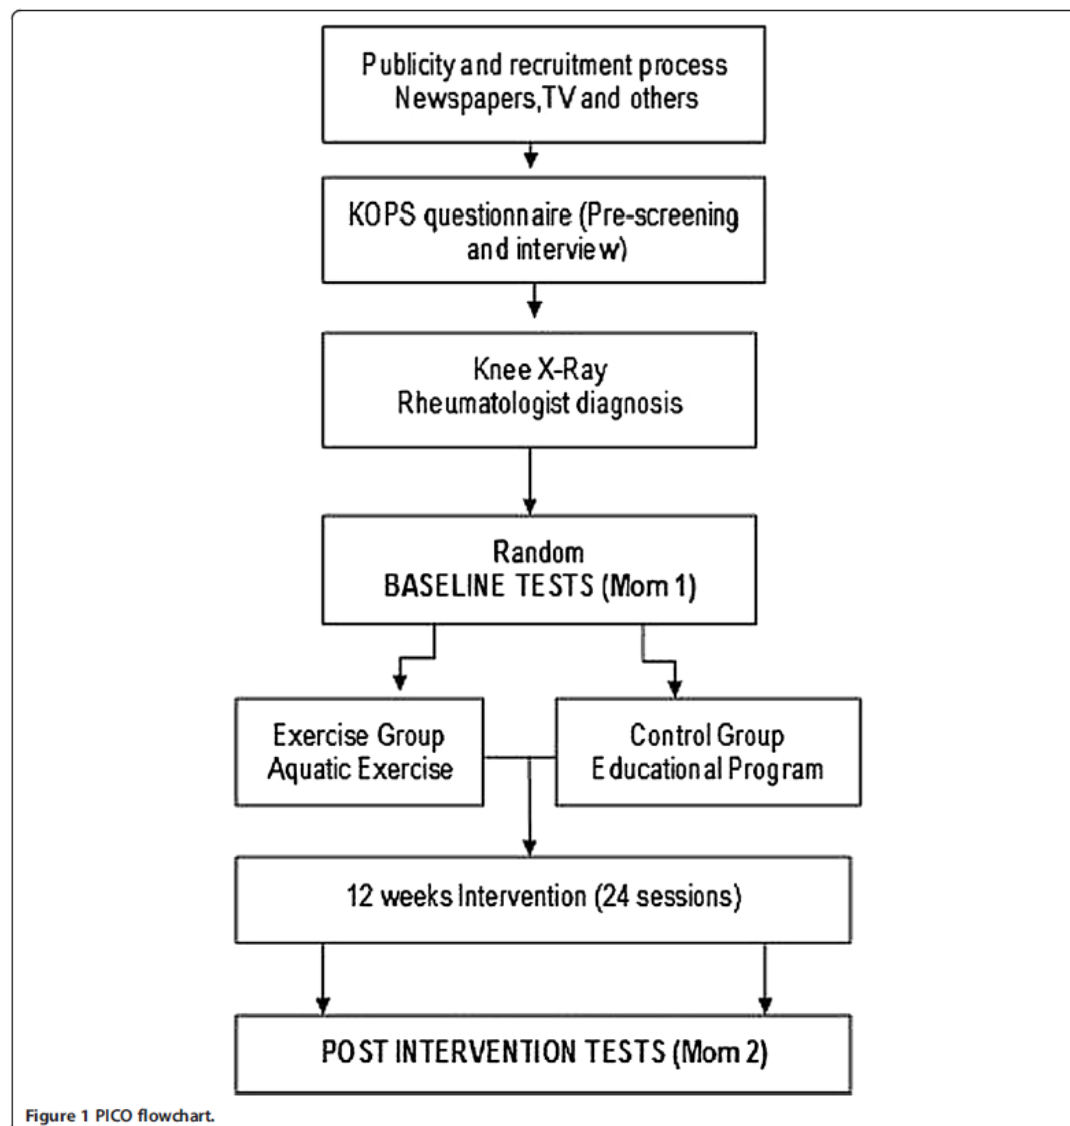 Publicity and recruitment process
Newspapers,TV and others
KOPS questionnaire (Pre-screening
and interview)
Knee X-Ray
Rheumatologist diagnosis
Random
BASELINE TESTS (Mom 1)
Exercise Group
Aquatic Exercise
Control Group
Educational Program
12 weeks Intervention (24 sessions)
POST INTERVENTION TESTS (Mom 2)
Figure 1 PICO flowchart.